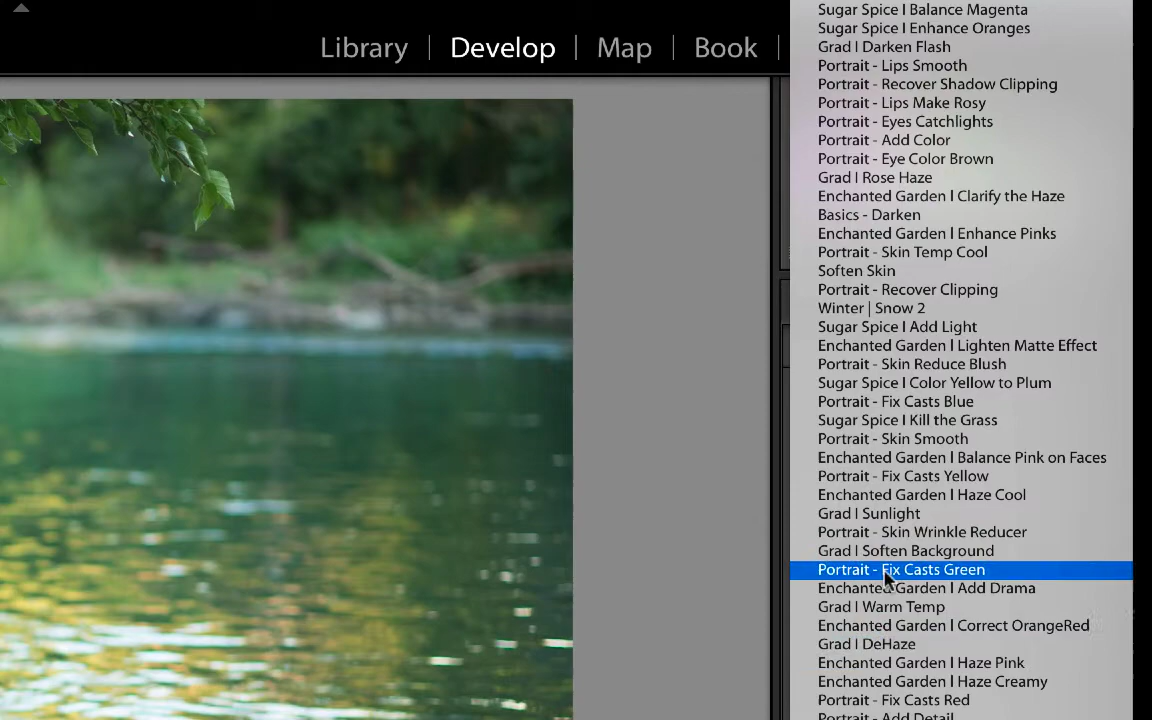 Library | Develop | Map | Book |
Sugar Spice l Balance Magenta
Sugar Spice l Enhance Oranges
Grad l Darken Flash
Portrait - Lips Smooth
Portrait - Recover Shadow Clipping
Portrait - Lips Make Rosy
Portrait - Eyes Catchlights
Portrait - Add Color
Portrait - Eye Color Brown
Grad l Rose Haze
Enchanted Garden l Clarify the Haze
Basics - Darken
Enchanted Garden l Enhance Pinks
Portrait - Skin Temp Cool
Soften Skin
Portrait - Recover Clipping
Winter | Snow 2
Sugar Spice l Add Light
Enchanted Garden l Lighten Matte Effect
Portrait - Skin Reduce Blush
Sugar Spice l Color Yellow to Plum
Portrait - Fix Casts Blue
Sugar Spice l Kill the Grass
Portrait - Skin Smooth
Enchanted Garden l Balance Pink on Faces
Portrait - Fix Casts Yellow
Enchanted Garden l Haze Cool
Grad l Sunlight
Portrait - Skin Wrinkle Reducer
Grad l Soften Background
Portrait - Fix Casts Green
Enchanted Garden l Add Drama
Grad l Warm Temp
Enchanted Garden l Correct OrangeRed
Grad l DeHaze
Enchanted Garden l Haze Pink
Enchanted Garden l Haze Creamy
Portrait - Fix Casts Red
Portrait - Add Detail